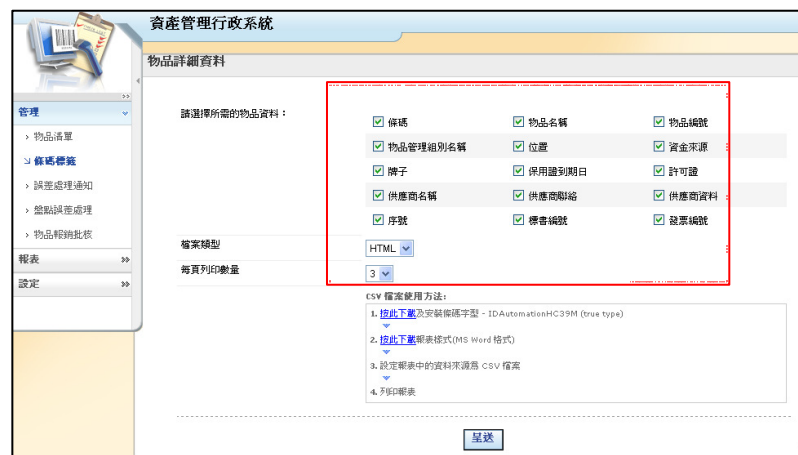 資產管理行政系統
物品詳細資料
管理
物品清單
條碼標籤
誤差處理通知
盤點誤差處理
物品報銷批核
報表
設定
請選擇所需的物品資料：
條碼 物品名稱 物品編號
物品管理組別名稱 位置 資金來源
牌子 保用證到期日 許可證
供應商名稱 供應商聯絡 供應商資料
序號 標書編號 發票編號
檔案類型 HTML
每頁列印數量 3
CSV 檔案使用方法:
1. 按此下載及安裝條碼字型 - IDAutomationHC39M (true type)
2. 按此下載報表樣式(MS Word 格式)
3. 設定報表中的資料來源為 CSV 檔案
4. 列印報表
呈送